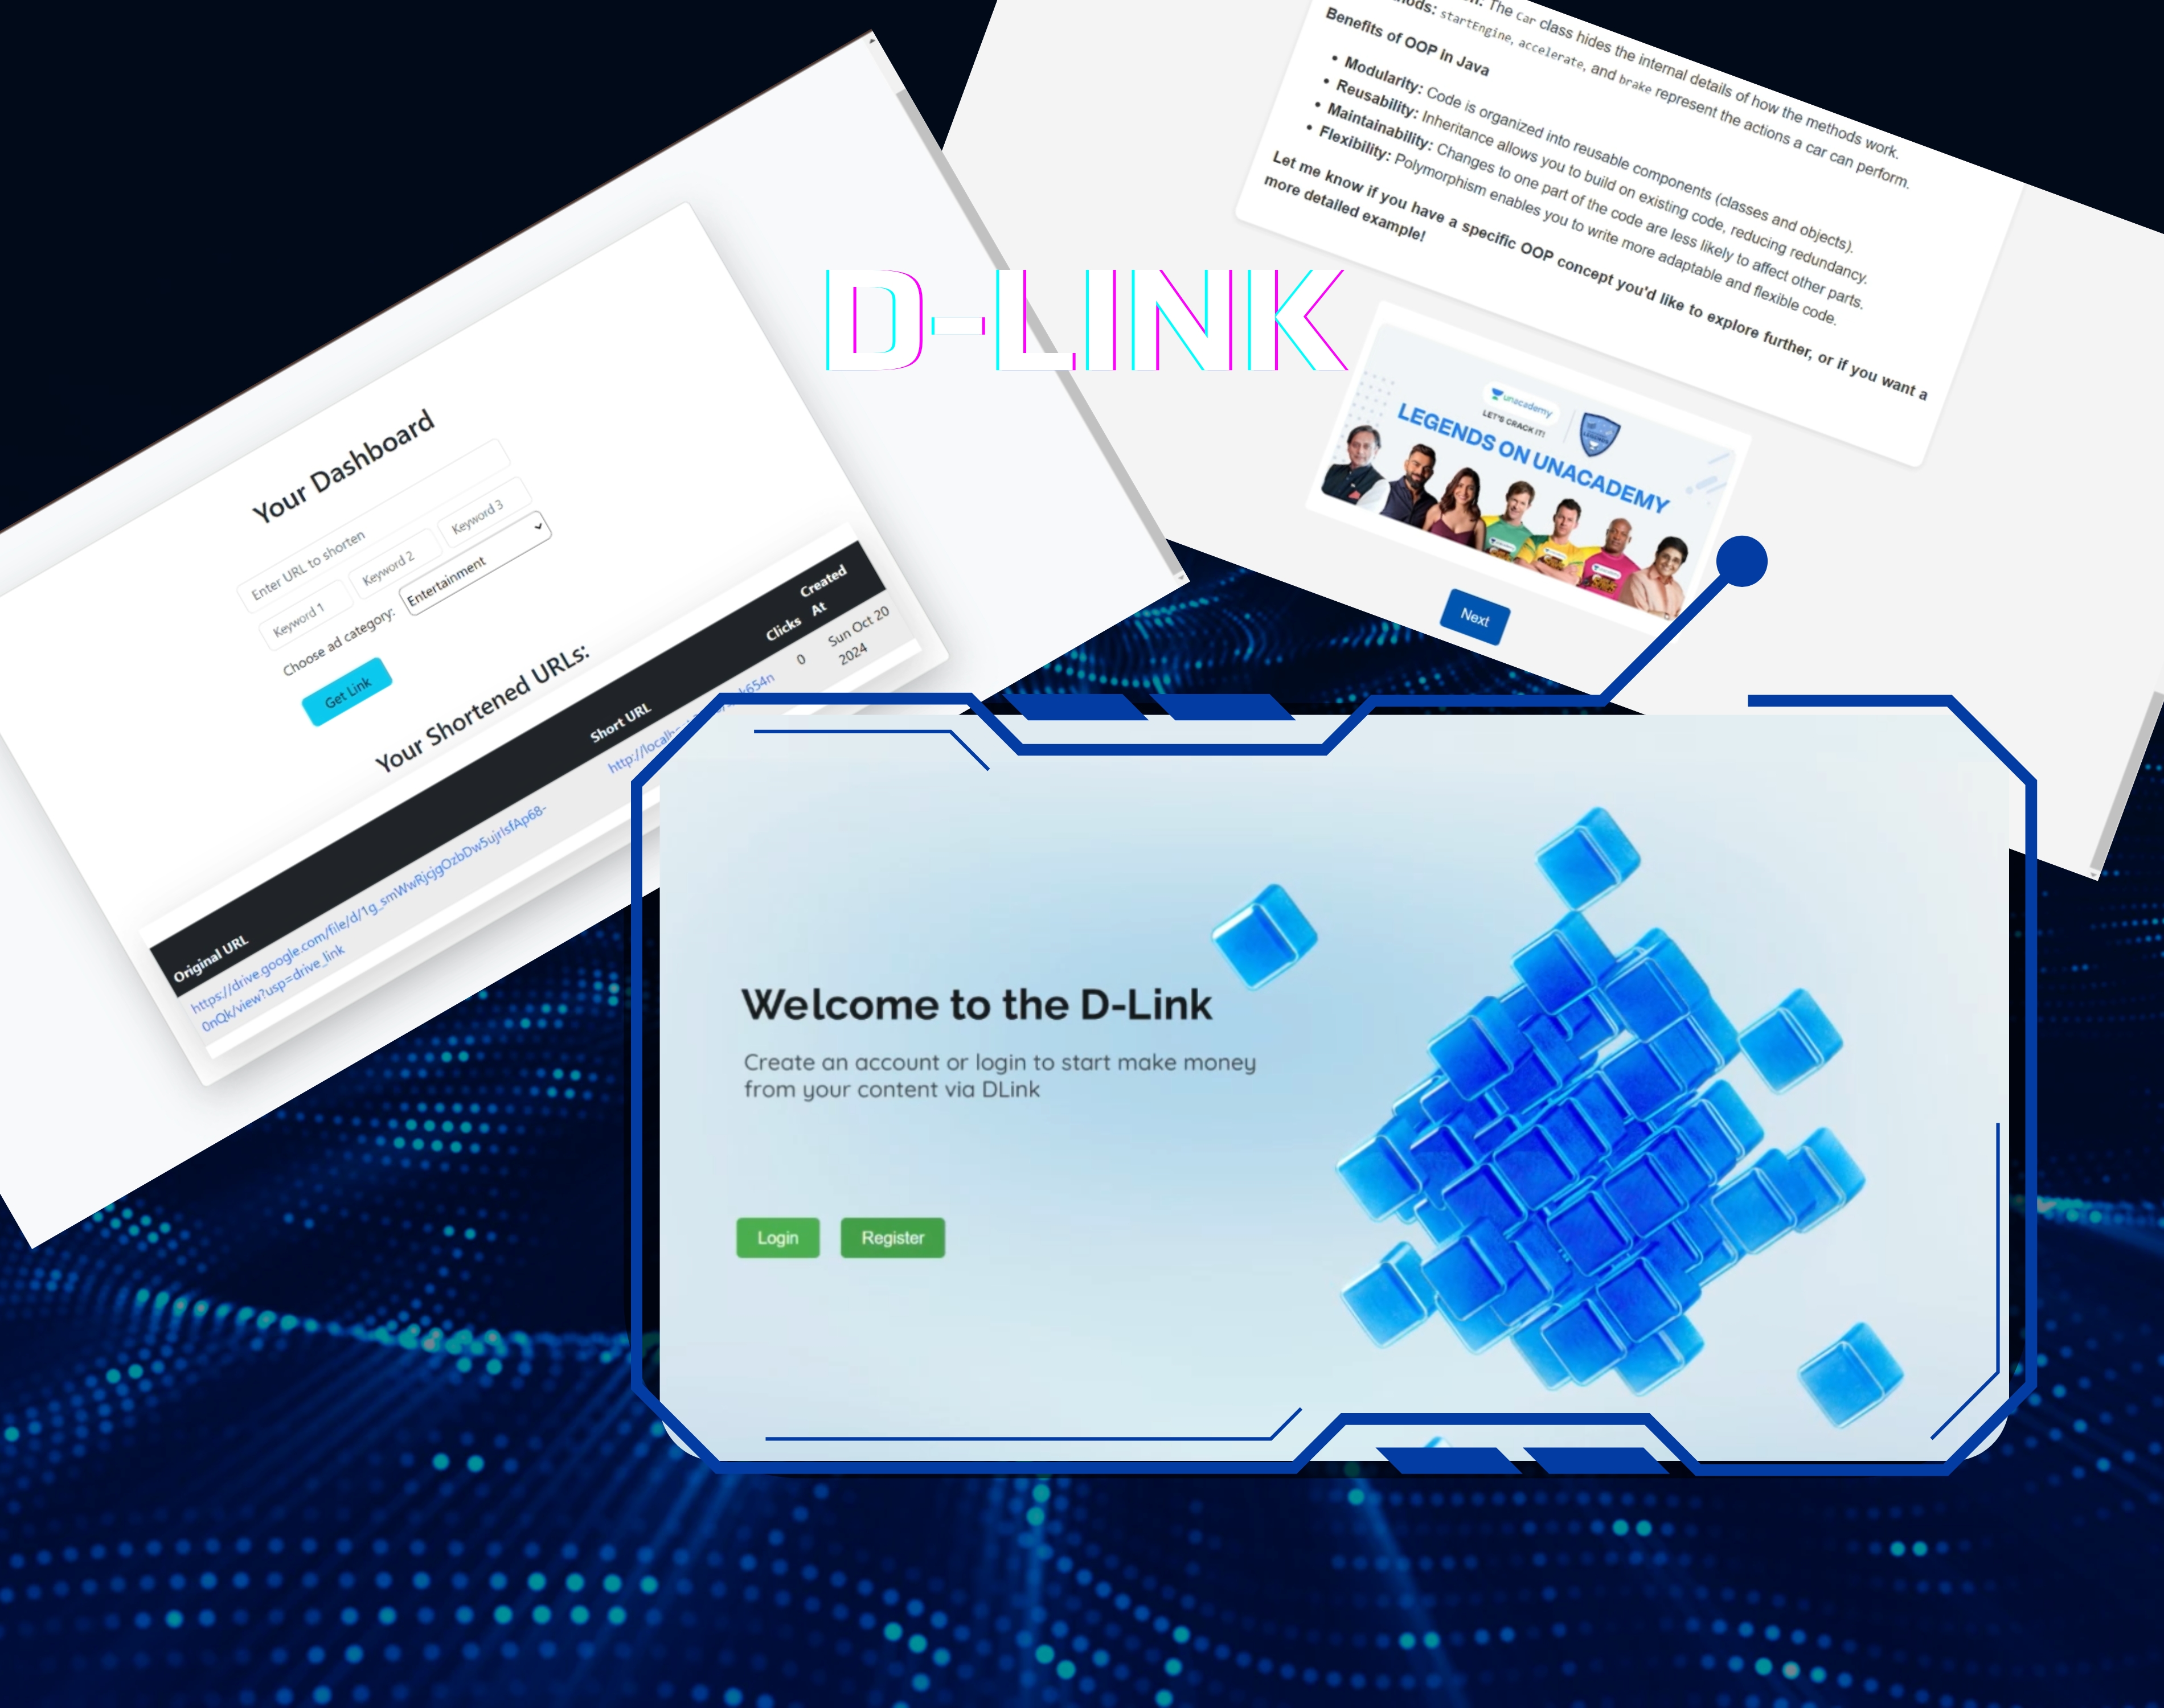 D-LINK
Your Dashboard
Enter URL to shorten
Keyword 1
Keyword 2
Keyword 3
Choose ad category:
Entertainment
Get Link
Your Shortened URLs:
Original URL
Short URL
Clicks
Created
At
https://drive.google.com/file/d/1g_smWwRjcjgOzbDw5ujrlsfAp68-
0nQk/view?usp=drive_link
0
Sun Oct 20
2024
The Car class hides the internal details of how the methods work.
startEngine, accelerate, and brake represent the actions a car can perform.
Benefits of OOP in Java
• Modularity: Code is organized into reusable components (classes and objects).
• Reusability: Inheritance allows you to build on existing code, reducing redundancy.
• Maintainability: Changes to one part of the code are less likely to affect other parts.
• Flexibility: Polymorphism enables you to write more adaptable and flexible code.
Let me know if you have a specific OOP concept you'd like to explore further, or if you want a
more detailed example!
unacademy
LET'S CRACK IT!
LEGENDS ON UNACADEMY
Next
Welcome to the D-Link
Create an account or login to start make money
from your content via DLink
Login
Register